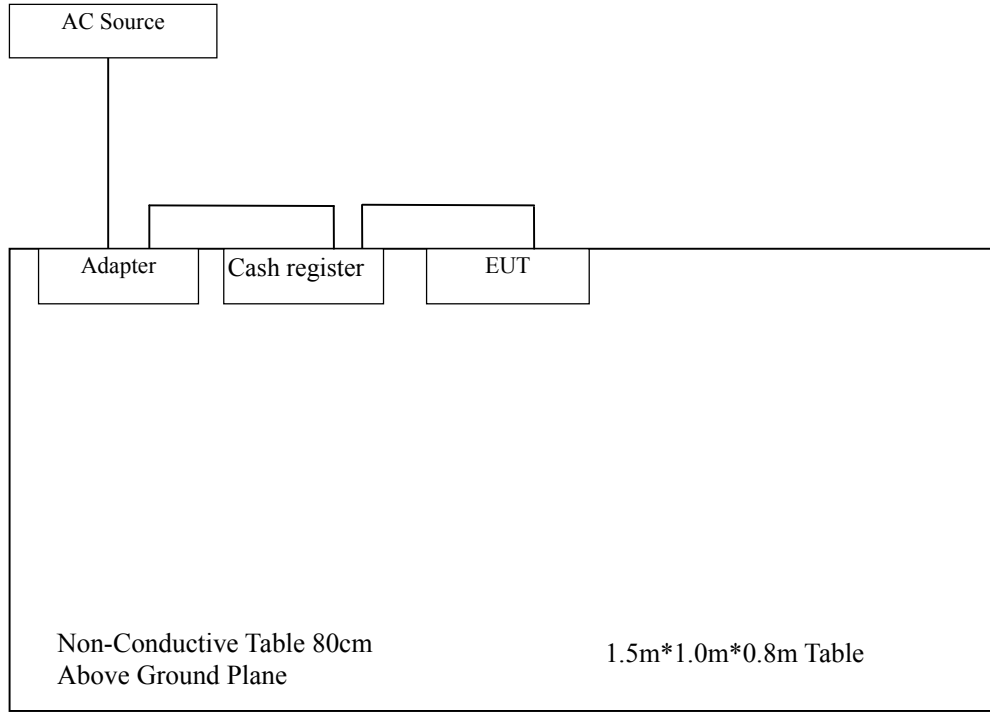 AC Source
Adapter
Cash register
EUT
Non-Conductive Table 80cm
Above Ground Plane
1.5m*1.0m*0.8m Table